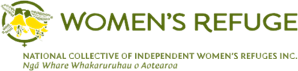 WOMEN'S REFUGE
NATIONAL COLLECTIVE OF INDEPENDENT WOMEN'S REFUGES INC.
Ngā Whare Whakaruruhau o Aotearoa